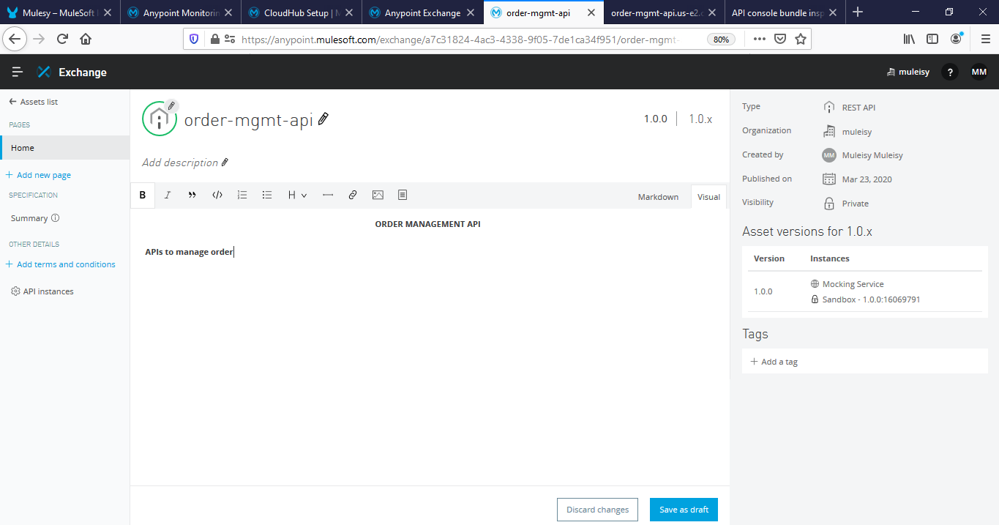 Mulesy – MuleSoft
Anypoint Monitorin
CloudHub Setup | M
Anypoint Exchange
order-mgmt-api
order-mgmt-api.us-e2.c
API console bundle insp
https://anypoint.mulesoft.com/exchange/a7c31824-4ac3-4338-9f05-7de1ca34f951/order-mgmt-
80%
Exchange
muleisy
?
MM
Assets list
PAGES
Home
Add new page
SPECIFICATION
Summary
OTHER DETAILS
Add terms and conditions
API instances
order-mgmt-api
1.0.0
1.0.x
Add description
B I H
Markdown
Visual
ORDER MANAGEMENT API
APIs to manage order
Discard changes
Save as draft
Type REST API
Organization muleisy
Created by MM Muleisy Muleisy
Published on Mar 23, 2020
Visibility Private
Asset versions for 1.0.x
Version Instances
1.0.0
Mocking Service
Sandbox - 1.0.0:16069791
Tags
Add a tag